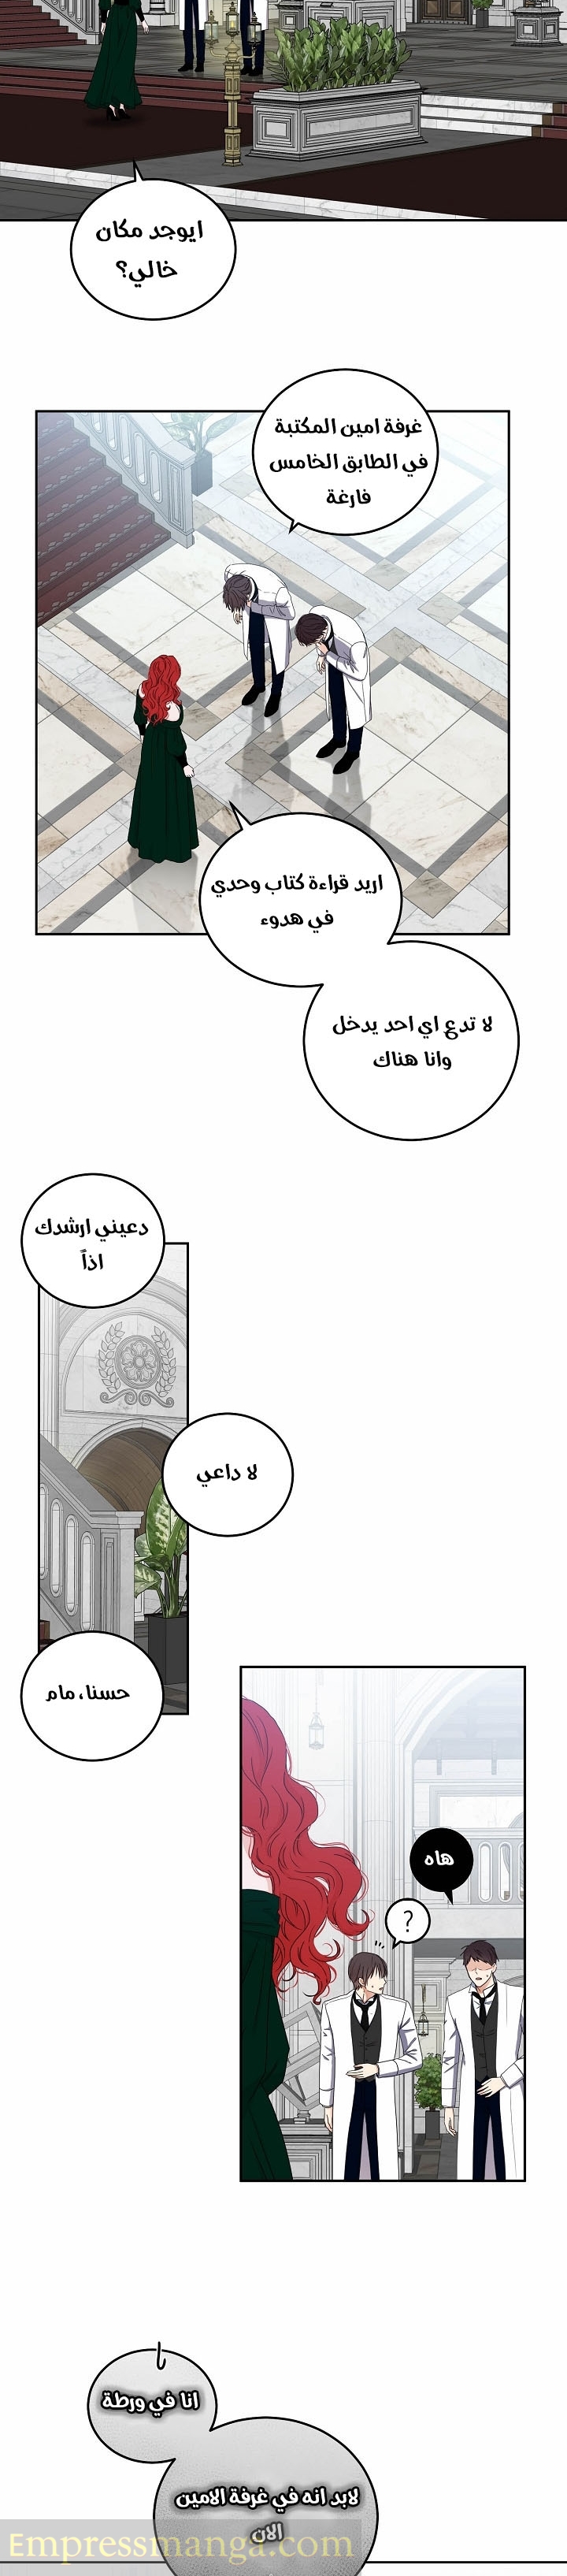 ايوجد مكان
خالي؟
غرفة امين المكتبة
في الطابق الخامس
فارغة
اريد قراءة كتاب وحدي
في هدوء
لا تدع اي احد يدخل
وانا هناك
دعيني ارشدك
اذاً
لا داعي
حسنا، مام
هاه
?
انا في ورطة
لابد انه في غرفة الامين
الان
Empressmanga.com